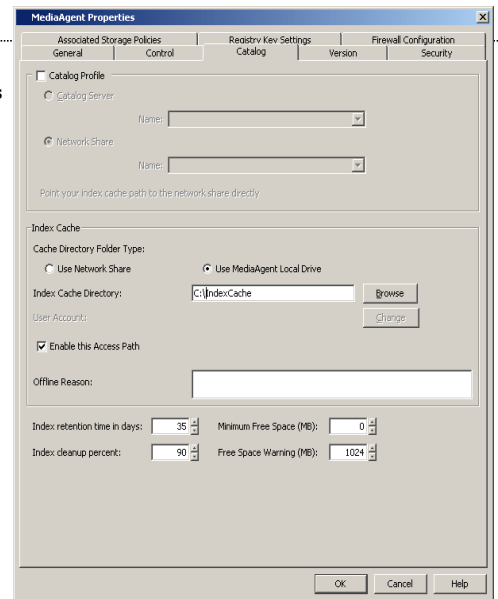 MediaAgent Properties
Associated Storage Policies Registry Key Settings Firewall Configuration
General Control Catalog Version Security
s
Catalog Profile
Catalog Server
Name:
Network Share
Name:
Point your index cache path to the network share directly
Index Cache
Cache Directory Folder Type:
Use Network Share Use MediaAgent Local Drive
Index Cache Directory: C:\IndexCache Browse
User Account: Change
Enable this Access Path
Offline Reason:
Index retention time in days: 35 Minimum Free Space (MB): 0
Index cleanup percent: 90 Free Space Warning (MB): 1024
OK Cancel Help